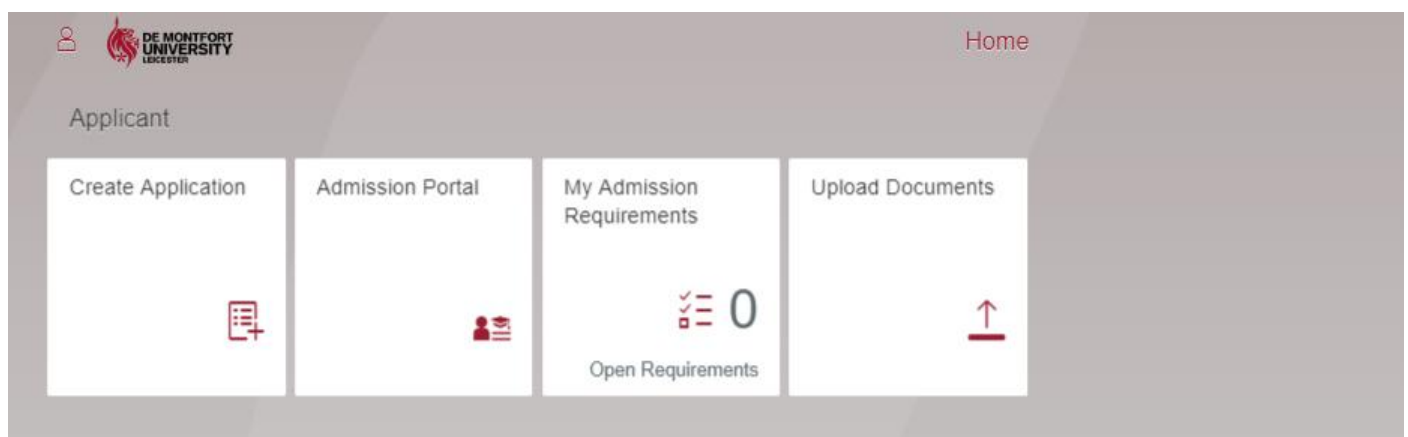 DE MONTFORT
UNIVERSITY
LEICESTER
Home
Applicant
Create Application
Admission Portal
My Admission
Requirements
0
Open Requirements
Upload Documents